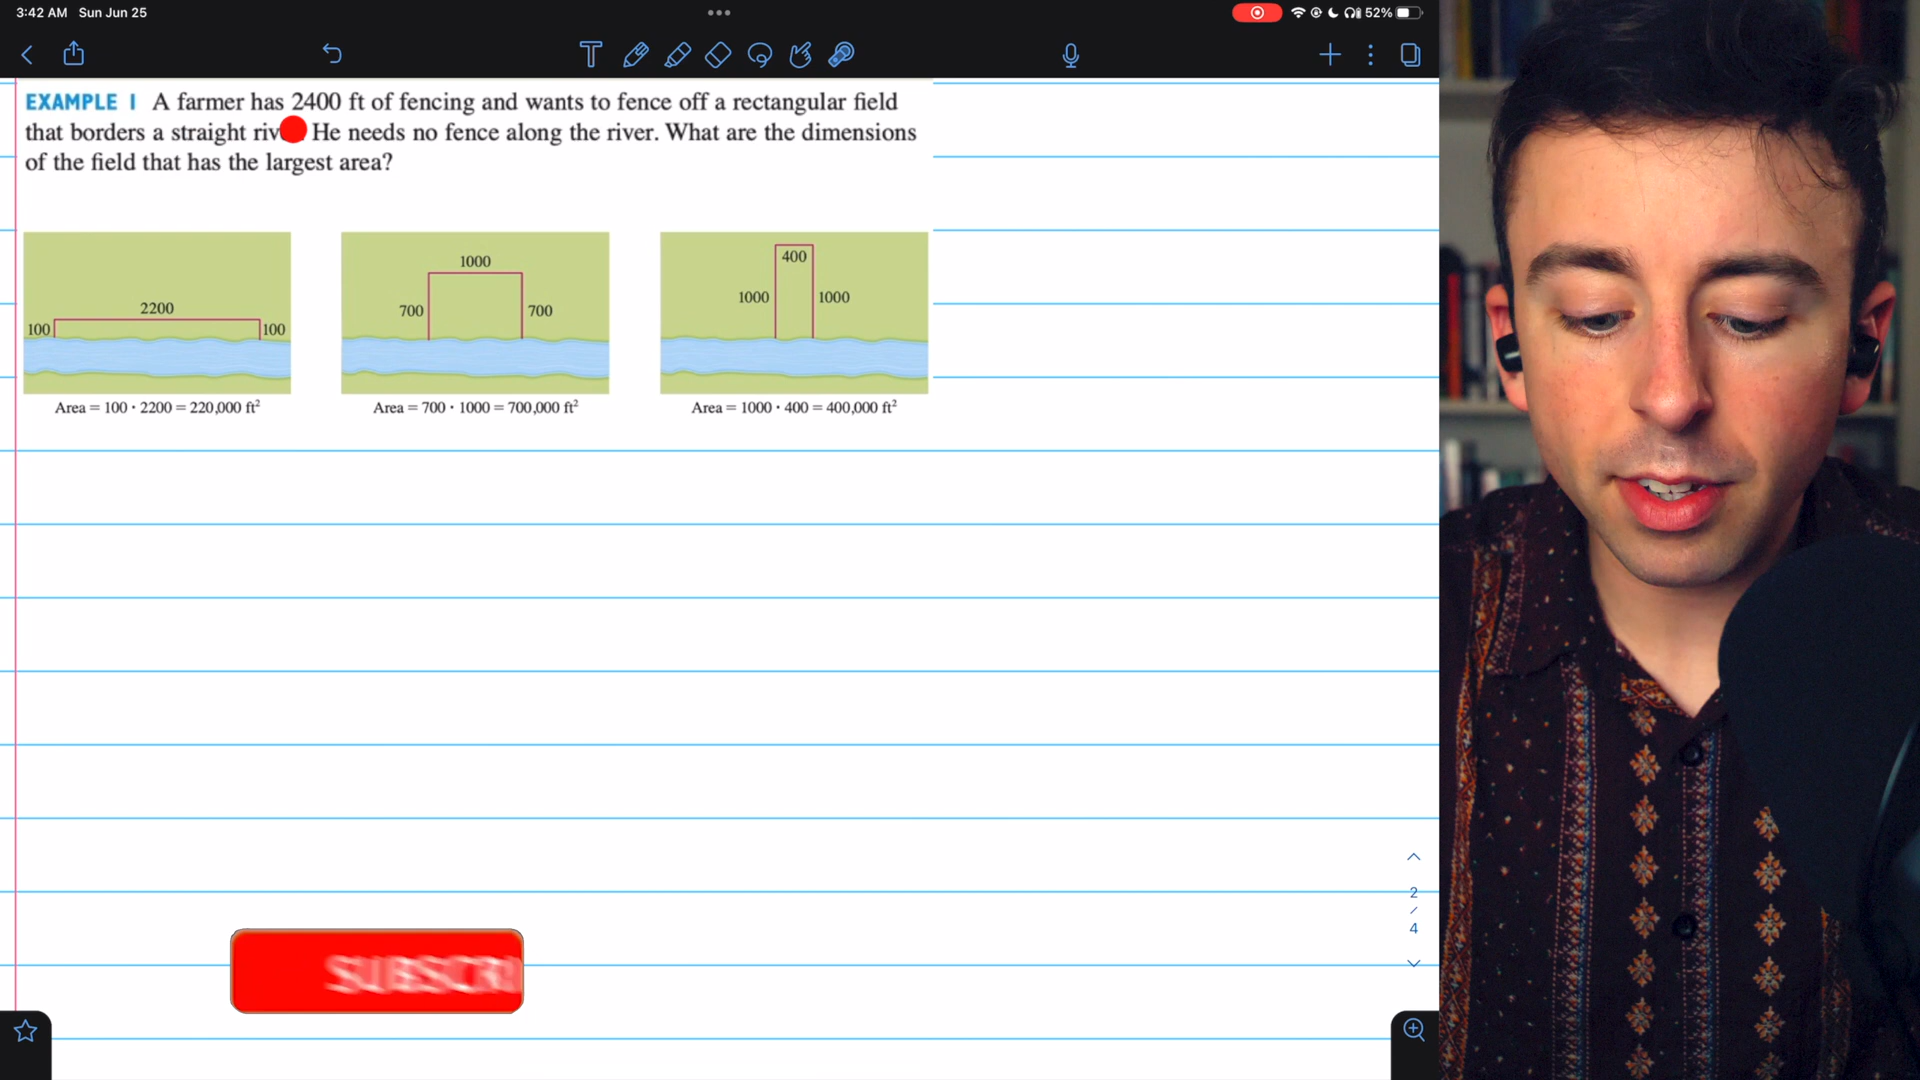 3:42 AM Sun Jun 25
52%
EXAMPLE 1 A farmer has 2400 ft of fencing and wants to fence off a rectangular field
that borders a straight riv He needs no fence along the river. What are the dimensions
of the field that has the largest area?
2200
100 100
Area = 100 · 2200 = 220,000 ft²
1000
700 700
Area = 700 · 1000 = 700,000 ft²
400
1000 1000
Area = 1000 · 400 = 400,000 ft²
2
/
4
SUBSCRI